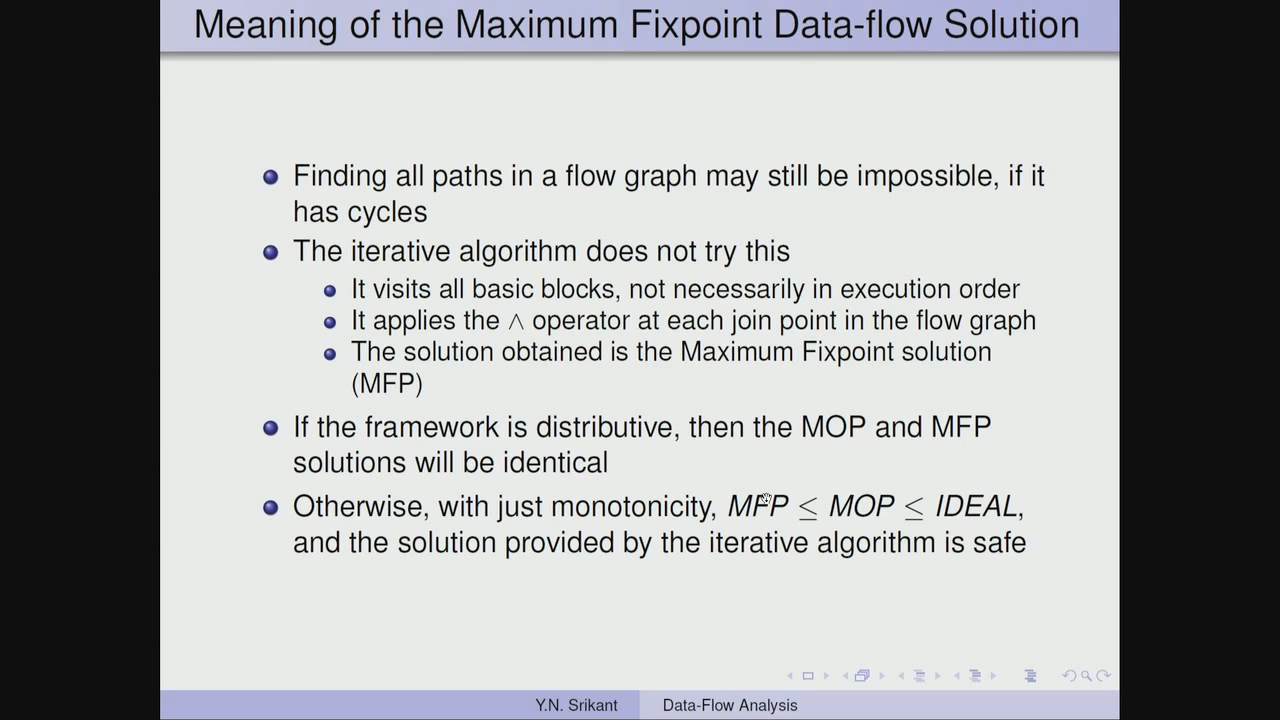 Meaning of the Maximum Fixpoint Data-flow Solution
Finding all paths in a flow graph may still be impossible, if it
has cycles
The iterative algorithm does not try this
It visits all basic blocks, not necessarily in execution order
It applies the ∧ operator at each join point in the flow graph
The solution obtained is the Maximum Fixpoint solution
(MFP)
If the framework is distributive, then the MOP and MFP
solutions will be identical
Otherwise, with just monotonicity, MFP ≤ MOP ≤ IDEAL,
and the solution provided by the iterative algorithm is safe
Y.N. Srikant Data-Flow Analysis